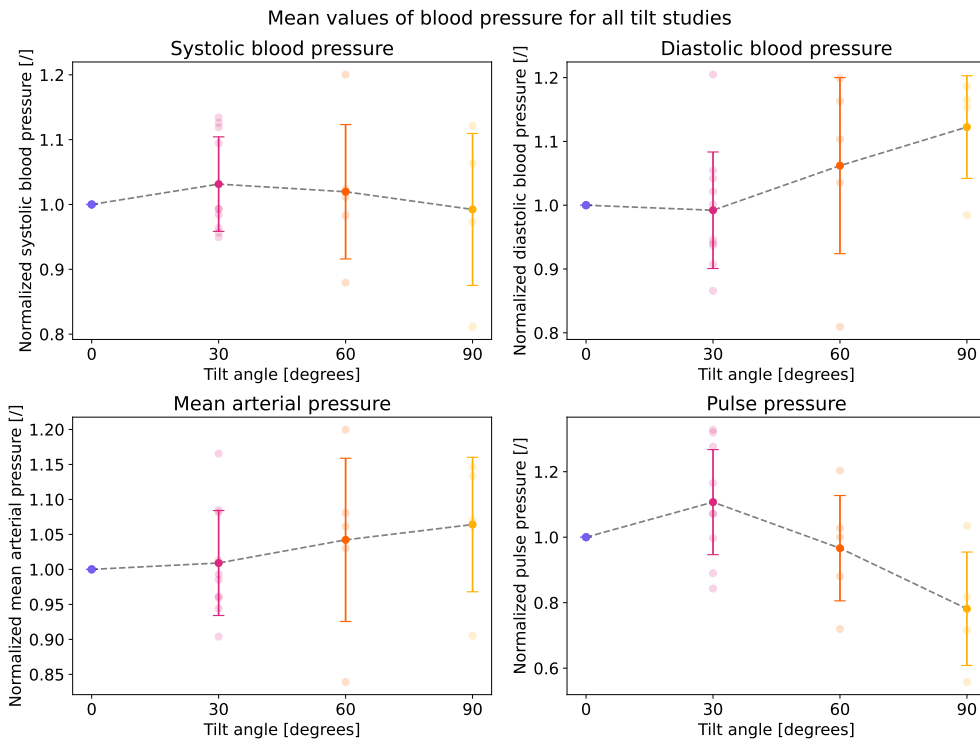 Mean values of blood pressure for all tilt studies
Systolic blood pressure
Normalized systolic blood pressure [/]
1.2
1.1
1.0
0.9
0.8
0 30 60 90
Tilt angle [degrees]
Diastolic blood pressure
Normalized diastolic blood pressure [/]
1.2
1.1
1.0
0.9
0.8
0 30 60 90
Tilt angle [degrees]
Mean arterial pressure
Normalized mean arterial pressure [/]
1.20
1.15
1.10
1.05
1.00
0.95
0.90
0.85
0 30 60 90
Tilt angle [degrees]
Pulse pressure
Normalized pulse pressure [/]
1.2
1.0
0.8
0.6
0 30 60 90
Tilt angle [degrees]